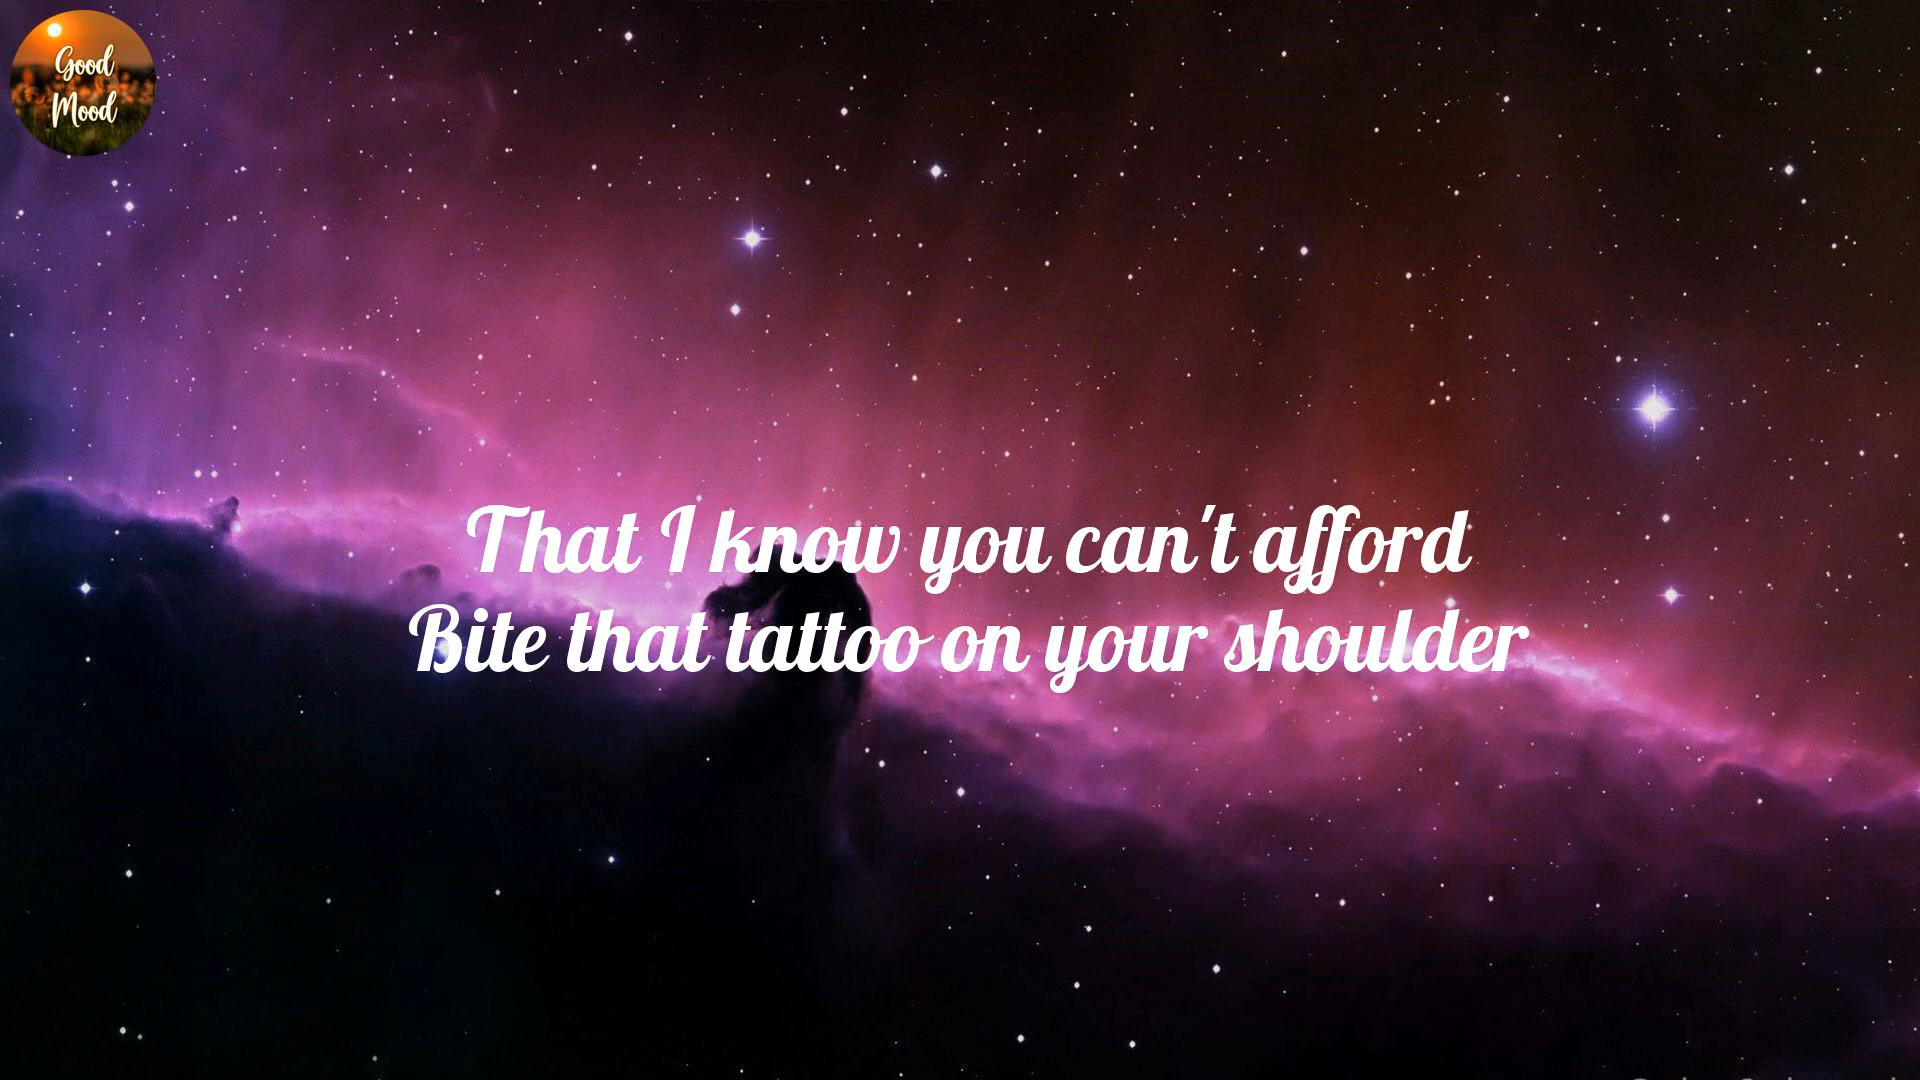 Good
Mood
That I know you can't afford
Bite that tattoo on your shoulder